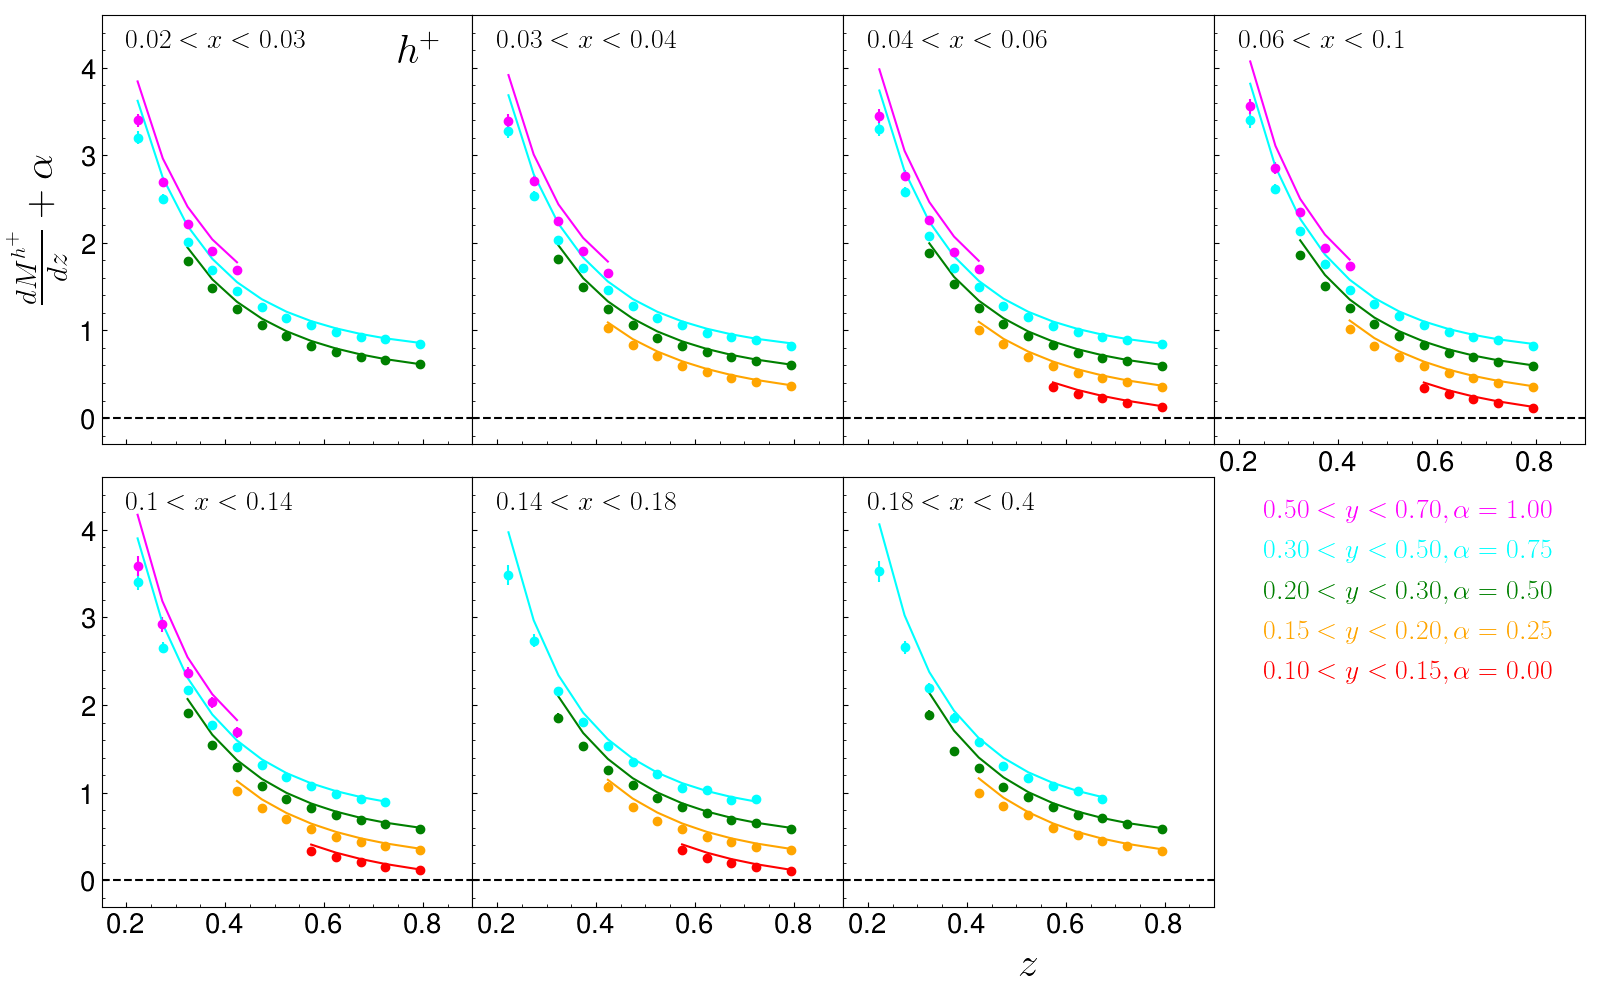 0.02 < x < 0.03
h⁺
0.03 < x < 0.04
0.04 < x < 0.06
0.06 < x < 0.1
4
3
2
1
0
dM^{h⁺}/dz + α
0.2 0.4 0.6 0.8
0.1 < x < 0.14
0.14 < x < 0.18
0.18 < x < 0.4
0.50 < y < 0.70, α = 1.00
0.30 < y < 0.50, α = 0.75
0.20 < y < 0.30, α = 0.50
0.15 < y < 0.20, α = 0.25
0.10 < y < 0.15, α = 0.00
4
3
2
1
0
0.2 0.4 0.6 0.8 0.2 0.4 0.6 0.8 0.2 0.4 0.6 0.8
z